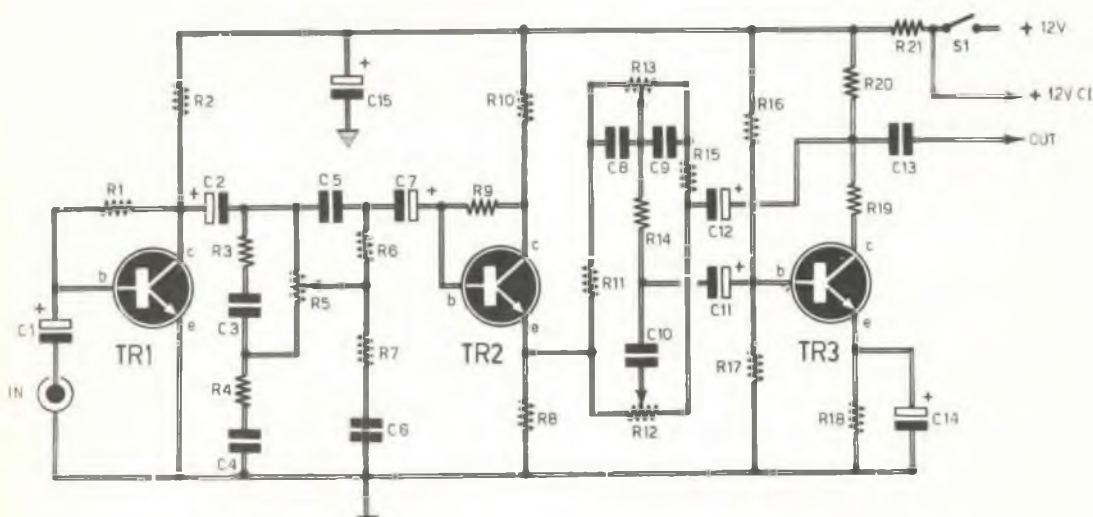 + 12V
R21
S1
R13
R2
+
C15
R10
R16
R20
+ 12V CI
OUT
C8
C9
R15
C13
R1
+
C2
C5
C7
+
R9
C12
+
R14
R19
R3
R6
c
c
c
b
R5
b
R11
C11
+
b
+
C1
C3
e
e
e
C10
TR1
R7
TR2
R17
TR3
IN
R4
R12
+
C4
C6
R8
R18
C14